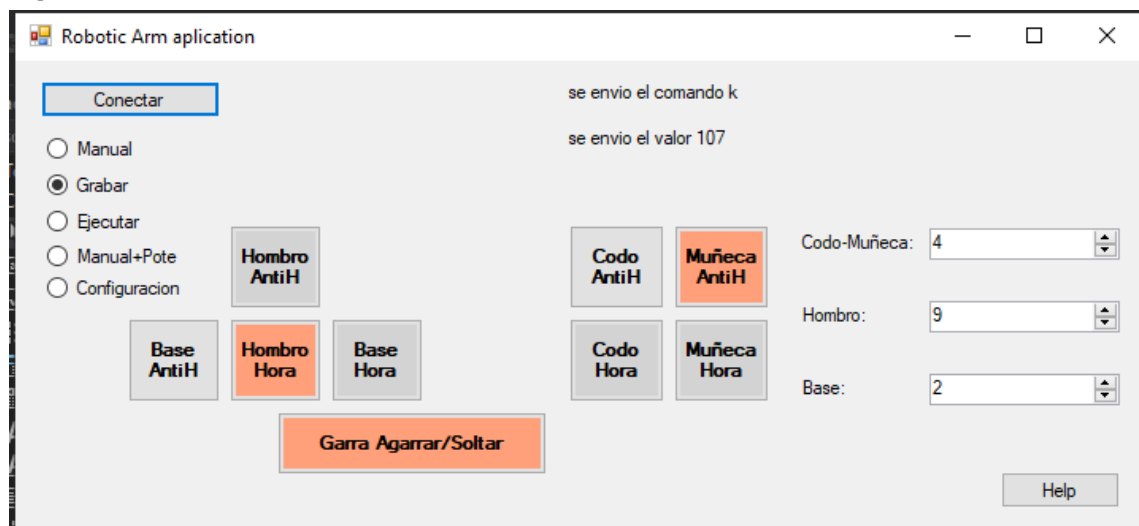 Robotic Arm aplication
Conectar
se envio el comando k
se envio el valor 107
Manual
Grabar
Ejecutar
Manual+Pote
Configuracion
Hombro
AntiH
Codo
AntiH
Muñeca
AntiH
Codo-Muñeca: 4
Base
AntiH
Hombro
Hora
Base
Hora
Codo
Hora
Muñeca
Hora
Hombro: 9
Base: 2
Garra Agarrar/Soltar
Help